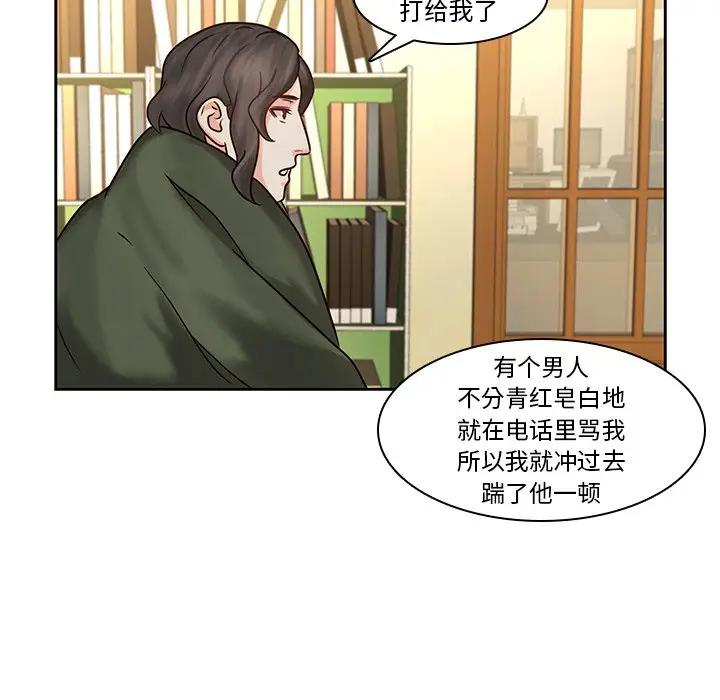 打给我了
有个男人
不分青红皂白地
就在电话里骂我
所以我就冲过去
踹了他一顿